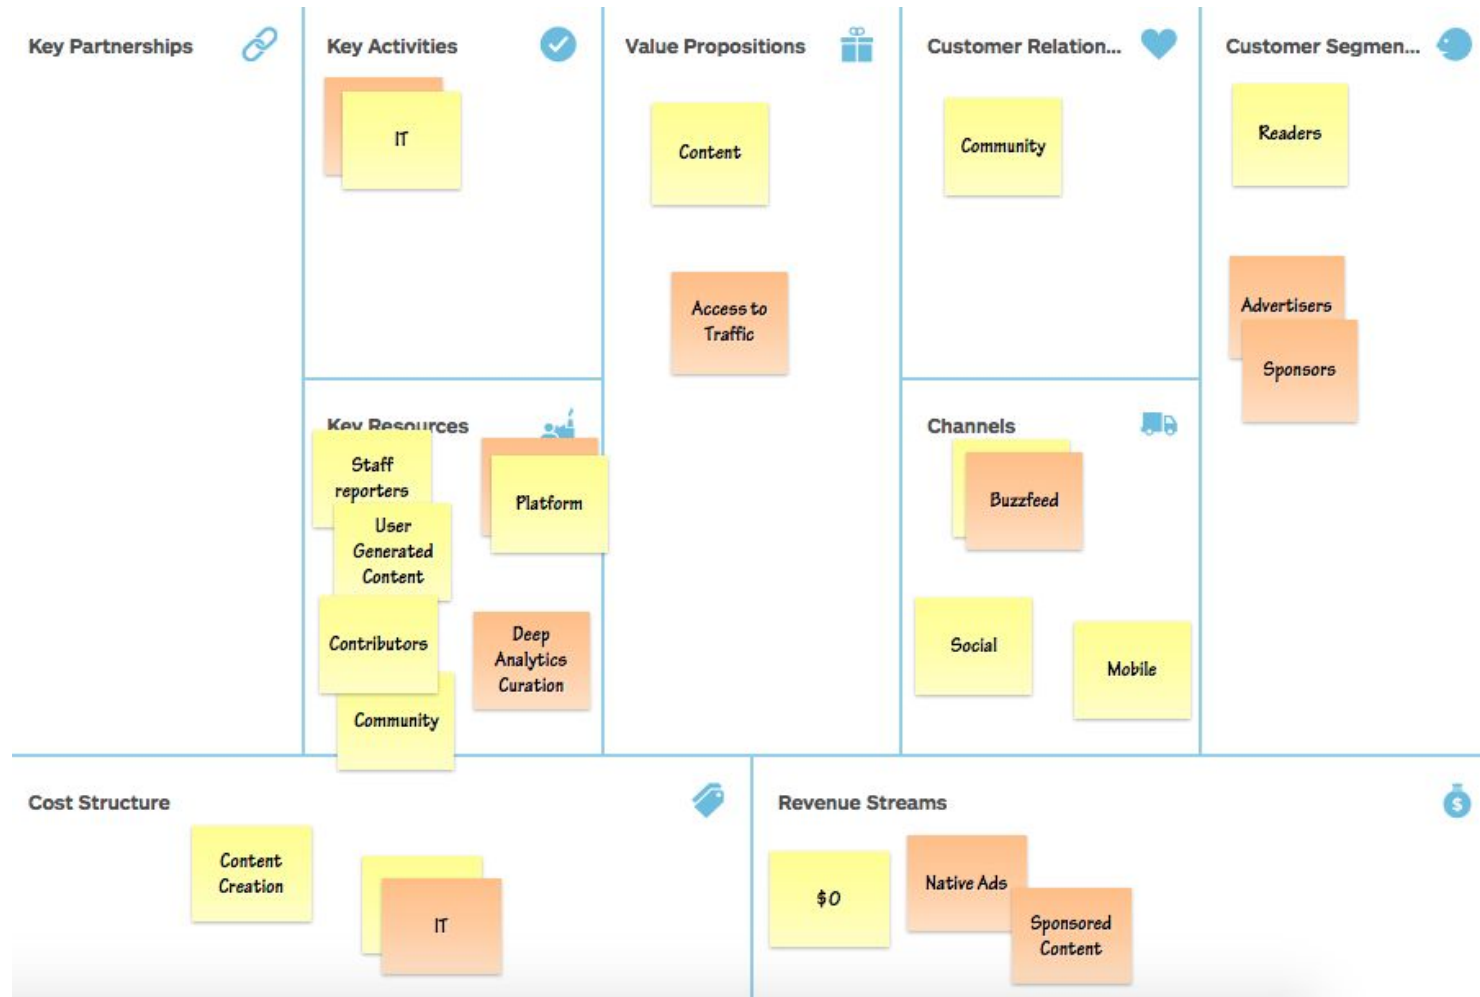 Key Partnerships
Key Activities
IT
Value Propositions
Content
Access to
Traffic
Customer Relation...
Community
Customer Segmen...
Readers
Advertisers
Sponsors
Key Resources
Staff
reporters
User
Generated
Content
Contributors
Community
Platform
Deep
Analytics
Curation
Channels
Buzzfeed
Social
Mobile
Cost Structure
Content
Creation
IT
Revenue Streams
$0
Native Ads
Sponsored
Content